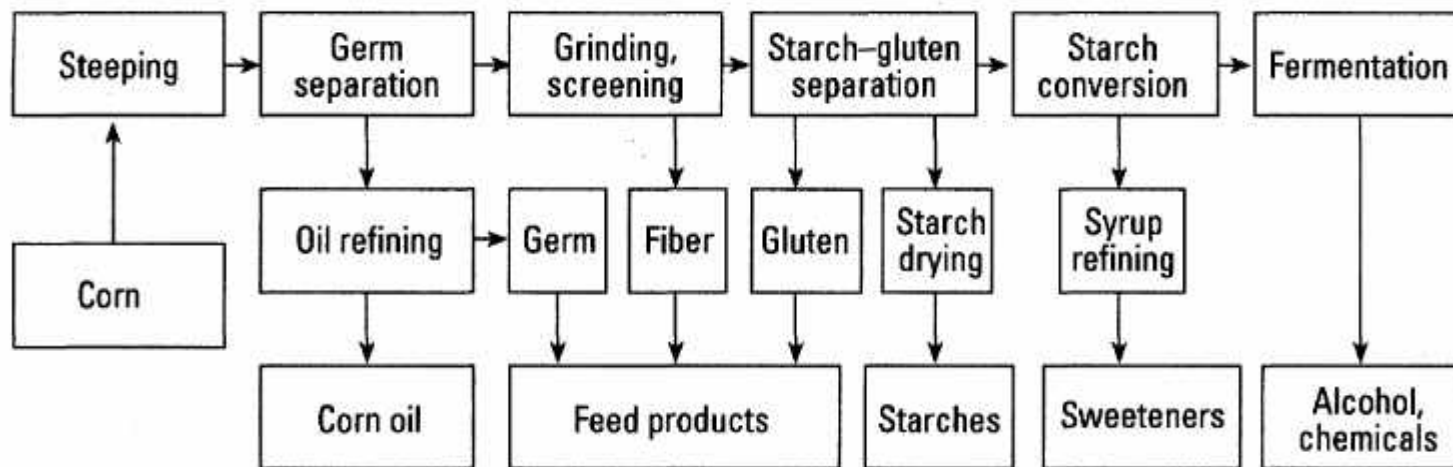 Steeping
Germ
separation
Grinding,
screening
Starch–gluten
separation
Starch
conversion
Fermentation
Corn
Oil refining
Germ
Fiber
Gluten
Starch
drying
Syrup
refining
Corn oil
Feed products
Starches
Sweeteners
Alcohol,
chemicals